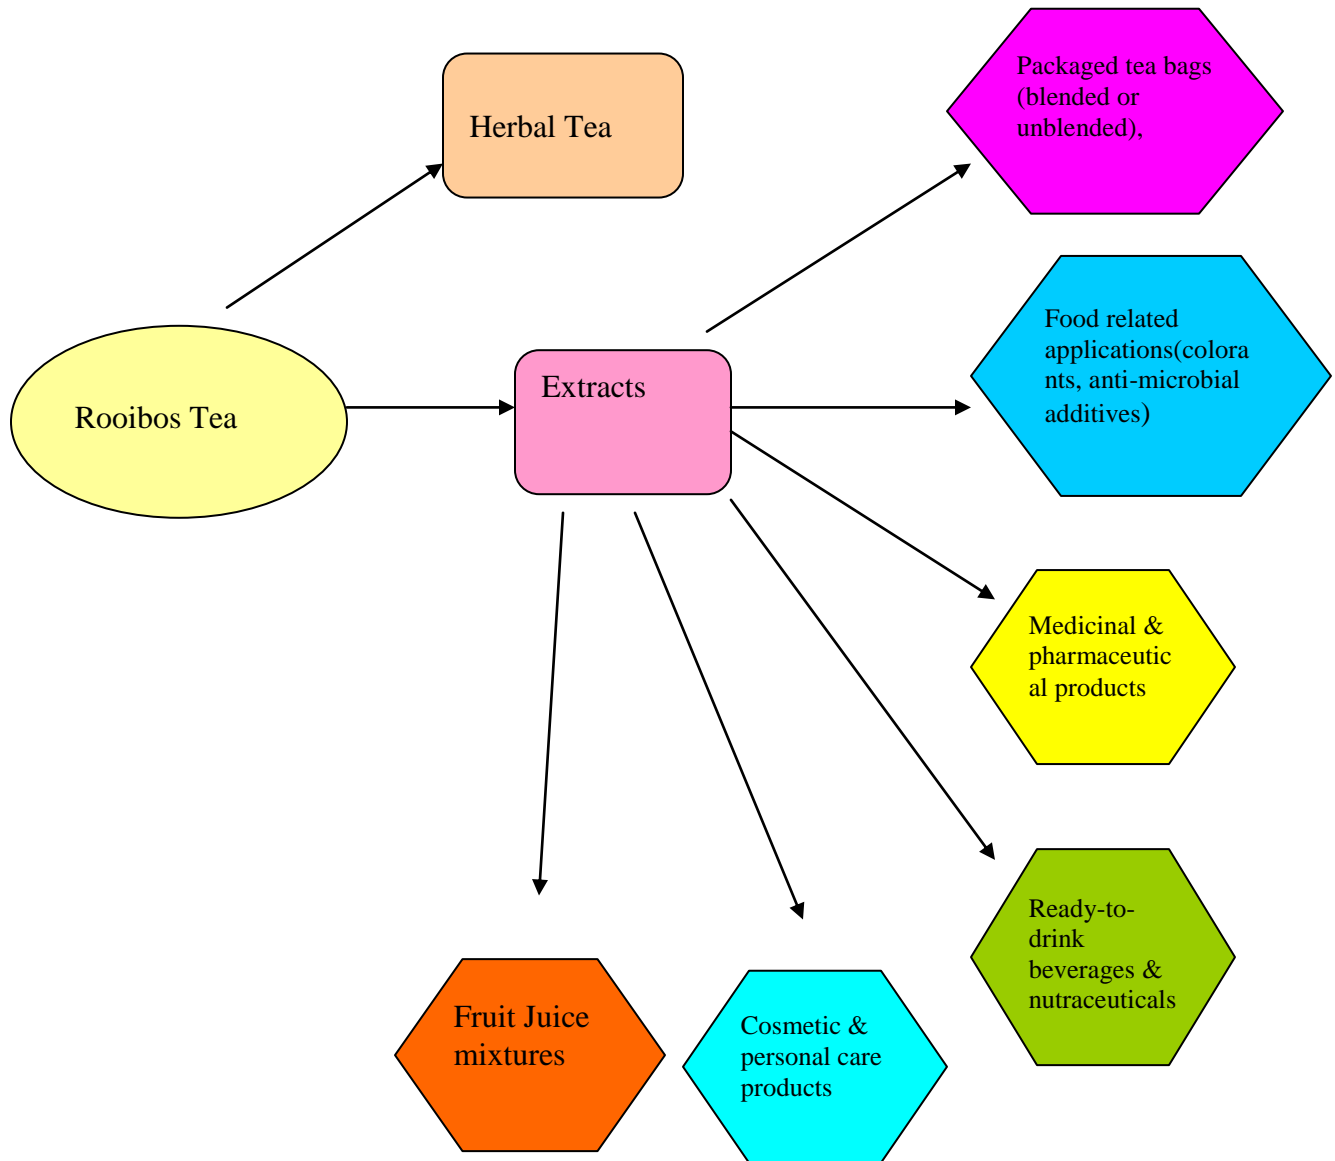 Packaged tea bags
(blended or
unblended),
Herbal Tea
Food related
applications(colora
nts, anti-microbial
additives)
Rooibos Tea
Extracts
Medicinal &
pharmaceutic
al products
Ready-to-
drink
beverages &
nutraceuticals
Fruit Juice
mixtures
Cosmetic &
personal care
products